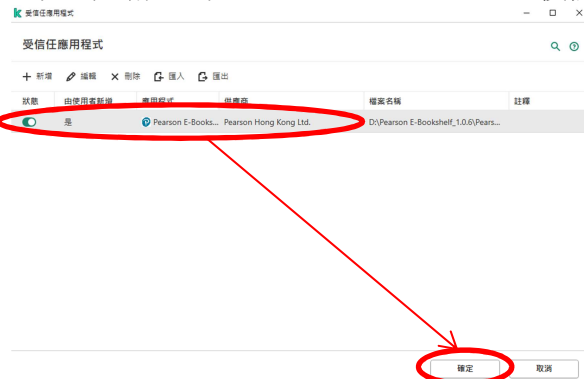 受信任應用程式
受信任應用程式
新增 編輯 刪除 匯入 匯出
狀態 由使用者新增 應用程式 供應商 檔案名稱 註釋
是 Pearson E-Books... Pearson Hong Kong Ltd. D:\Pearson E-Bookshelf_1.0.6\Pears...
確定 取消